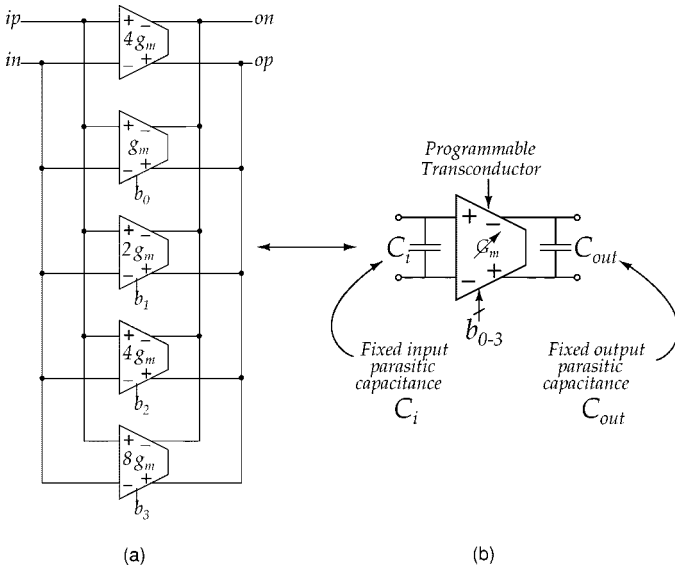 ip
+ −
4gm
− +
on
in
op
+ −
gm
− +
b0
+ −
2gm
− +
b1
+ −
4gm
− +
b2
+ −
8gm
− +
b3
(a)
Programmable
Transconductor
+ −
Gm
− +
Ci
Cout
b0-3
Fixed input
parasitic
capacitance
Ci
Fixed output
parasitic
capacitance
Cout
(b)